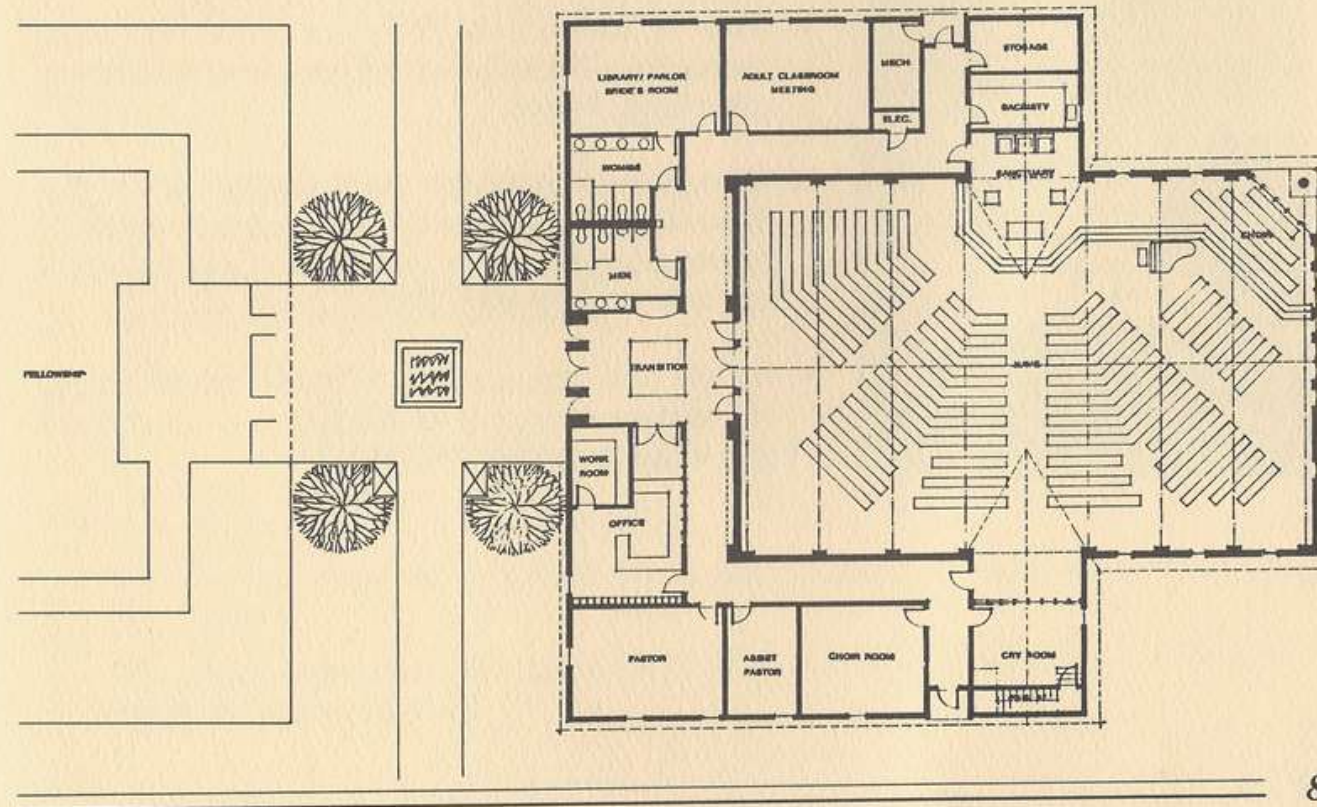 LIBRARY/ PARLOR
BRIDE'S ROOM
ADULT CLASSROOM
MEETING
MECH.
ELEC.
STORAGE
SACRISTY
SANCTUARY
WOMENS
MEN
CHOIR
FELLOWSHIP
TRANSITION
NAVE
WORK
ROOM
OFFICE
PASTOR
ASSIST
PASTOR
CHOIR ROOM
CRY ROOM
8